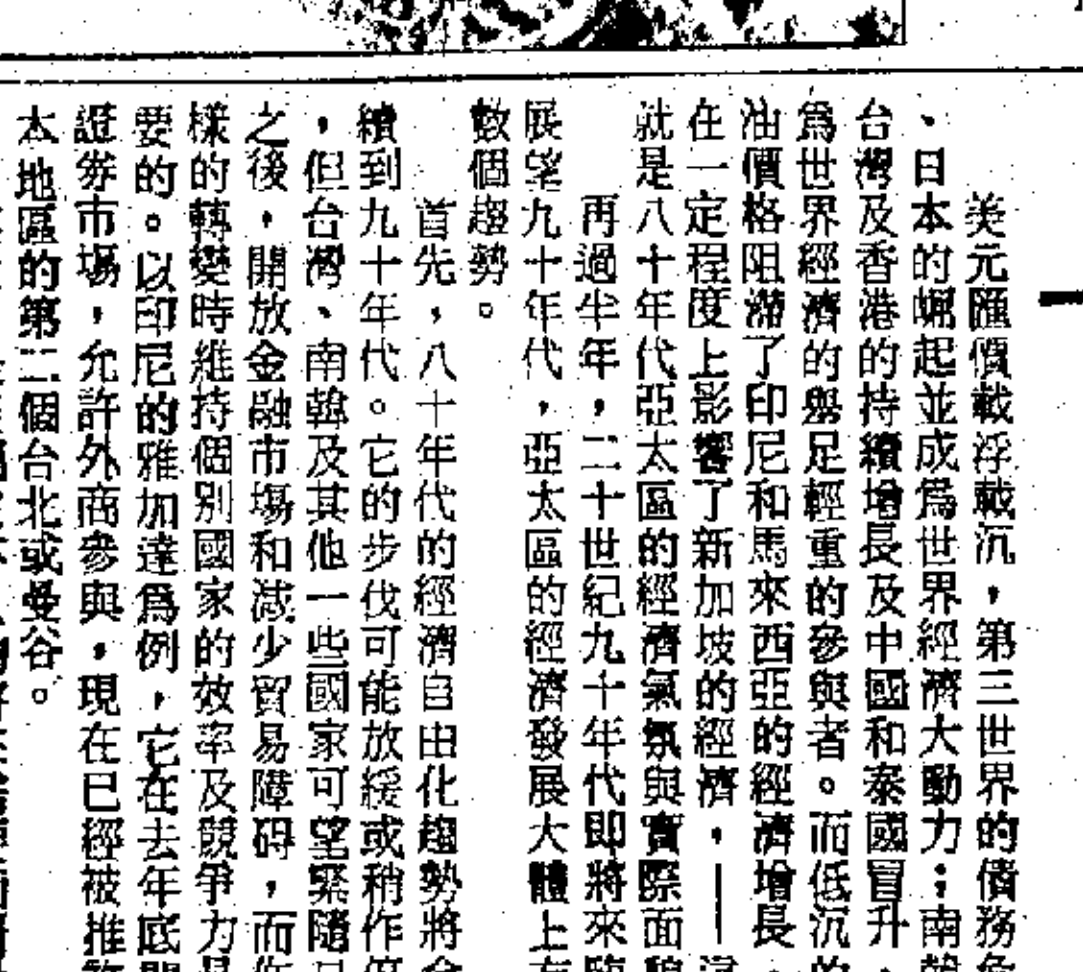 美元匯價載浮載沉，第三世界的債務
、日本的崛起並成爲世界經濟大動力；南韓
台灣及香港的持續增長及中國和泰國冒升，
爲世界經濟的舉足輕重的參與者。而低沉的
油價格阻滯了印尼和馬來西亞的經濟增長，
在一定程度上影響了新加坡的經濟，——這
就是八十年代亞太區的經濟氣氛與實際面貌
再過半年，二十世紀九十年代即將來臨
展望九十年代，亞太區的經濟發展大體上有
數個趨勢。
首先，八十年代的經濟自由化趨勢將會
續到九十年代。它的步伐可能放緩或稍作
，但台灣、南韓及其他一些國家可望緊隨
之後，開放金融市場和減少貿易障碍，而
樣的轉變時維持個別國家的效率及競爭力是
要的。以印尼的雅加達爲例，它在去年底開
證券市場，允許外商參與，現在已經被推
太地區的第二個台北或曼谷。